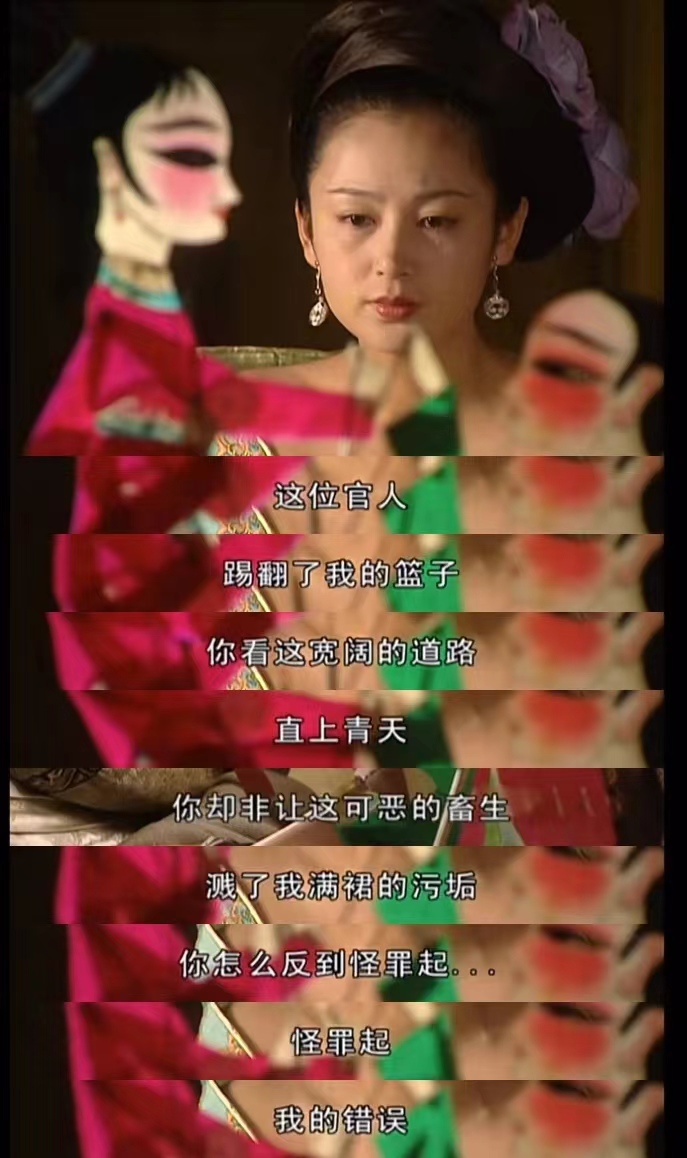 这位官人
踢翻了我的篮子
你看这宽阔的道路
直上青天
你却非让这可恶的畜生
溅了我满裙的污垢
你怎么反到怪罪起...
怪罪起
我的错误